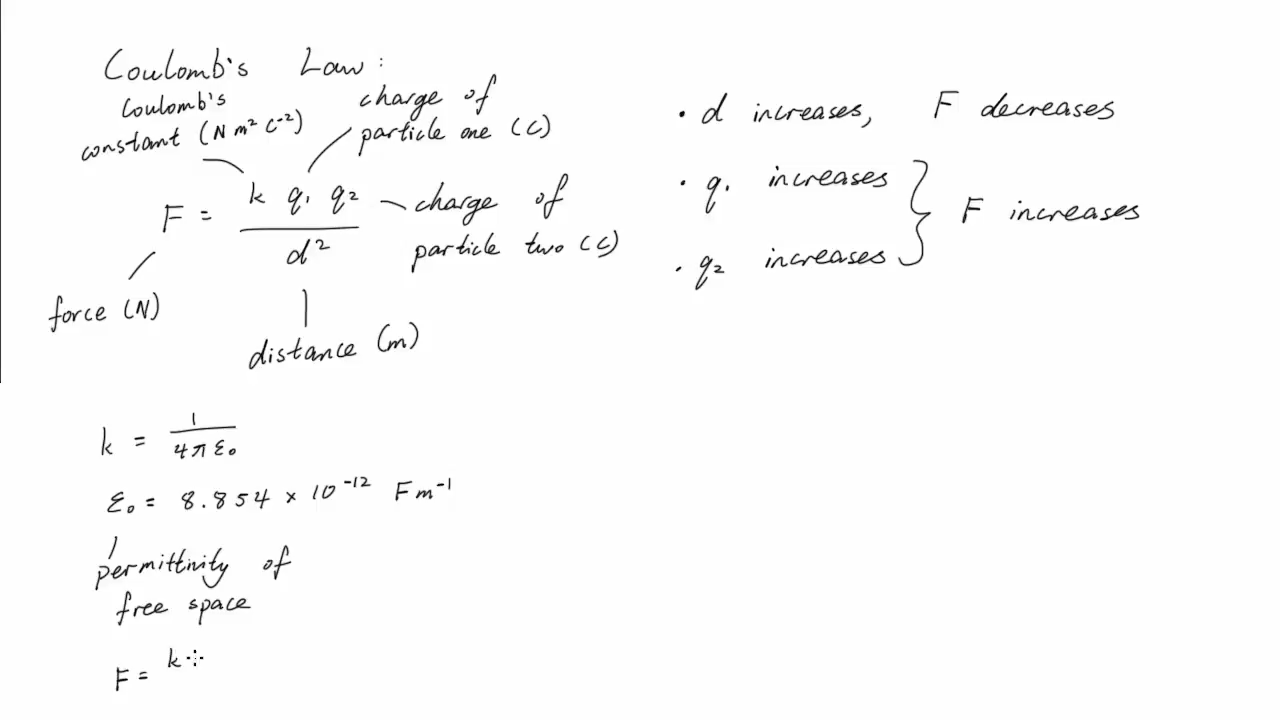 Coulomb's Law:
Coulomb's
constant (N m² C⁻²)
charge of
particle one (C)
F = k q₁ q₂ / d²
charge of
particle two (C)
force (N)
distance (m)
• d increases, F decreases
• q₁ increases
• q₂ increases
} F increases
k = 1 / 4πε₀
ε₀ = 8.854 × 10⁻¹² F m⁻¹
permittivity of
free space
F = k